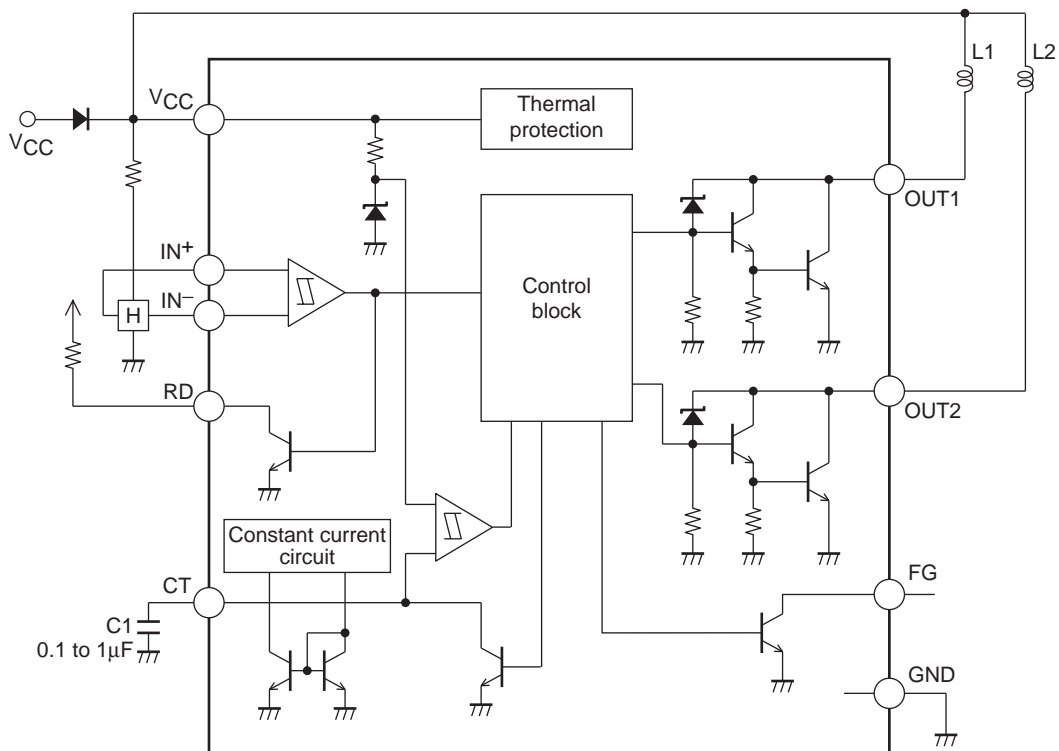 L1
L2
VCC
Thermal
protection
VCC
OUT1
IN+
Control
block
IN−
H
RD
OUT2
Constant current
circuit
CT
FG
C1
0.1 to 1μF
GND